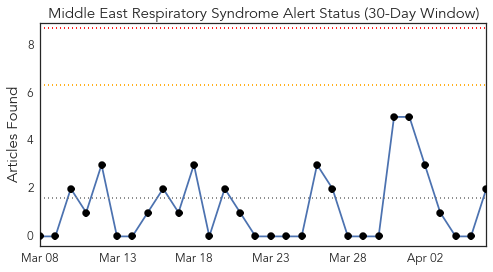 Middle East Respiratory Syndrome Alert Status (30-Day Window)
Articles Found
8
6
4
2
0
Mar 08 Mar 13 Mar 18 Mar 23 Mar 28 Apr 02